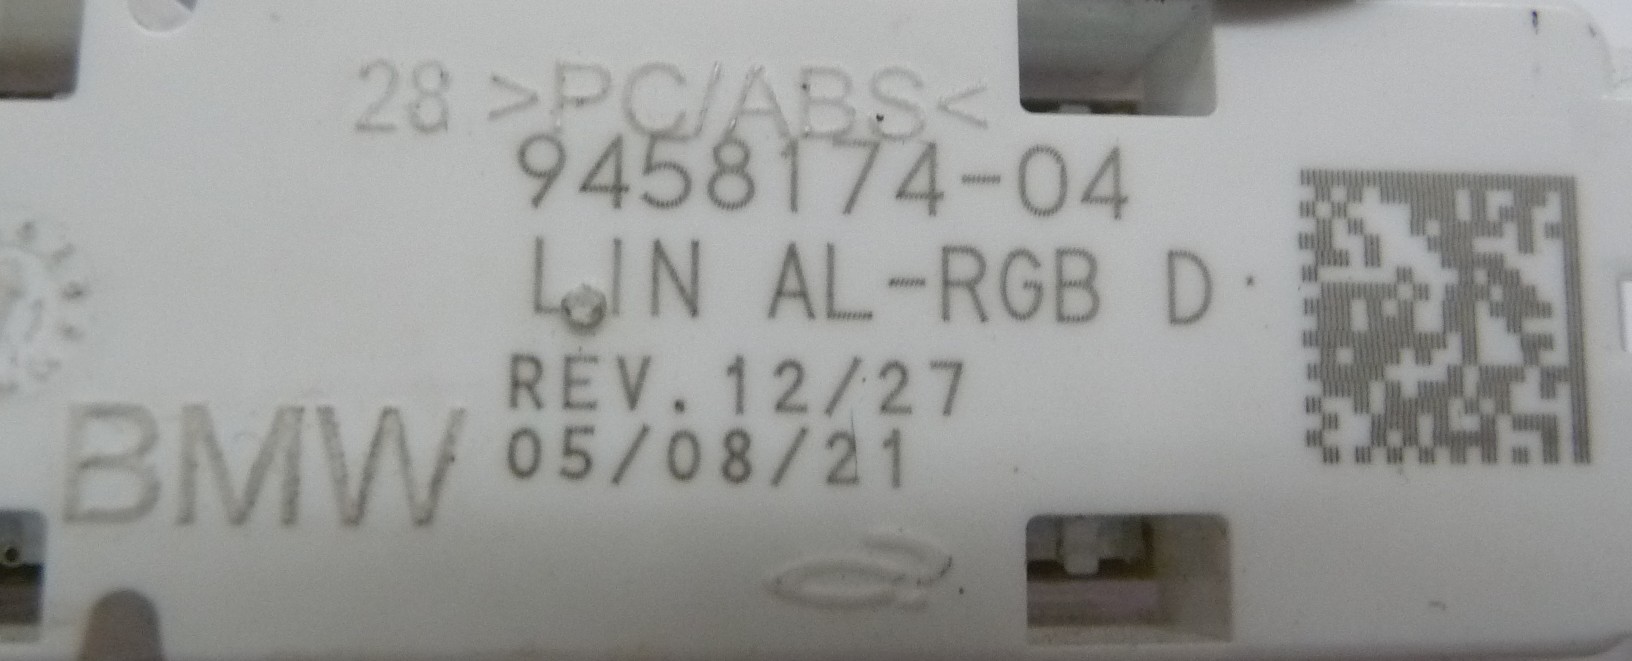 28 >PC/ABS<
9458174-04
LIN AL-RGB D
REV.12/27
05/08/21
BMW